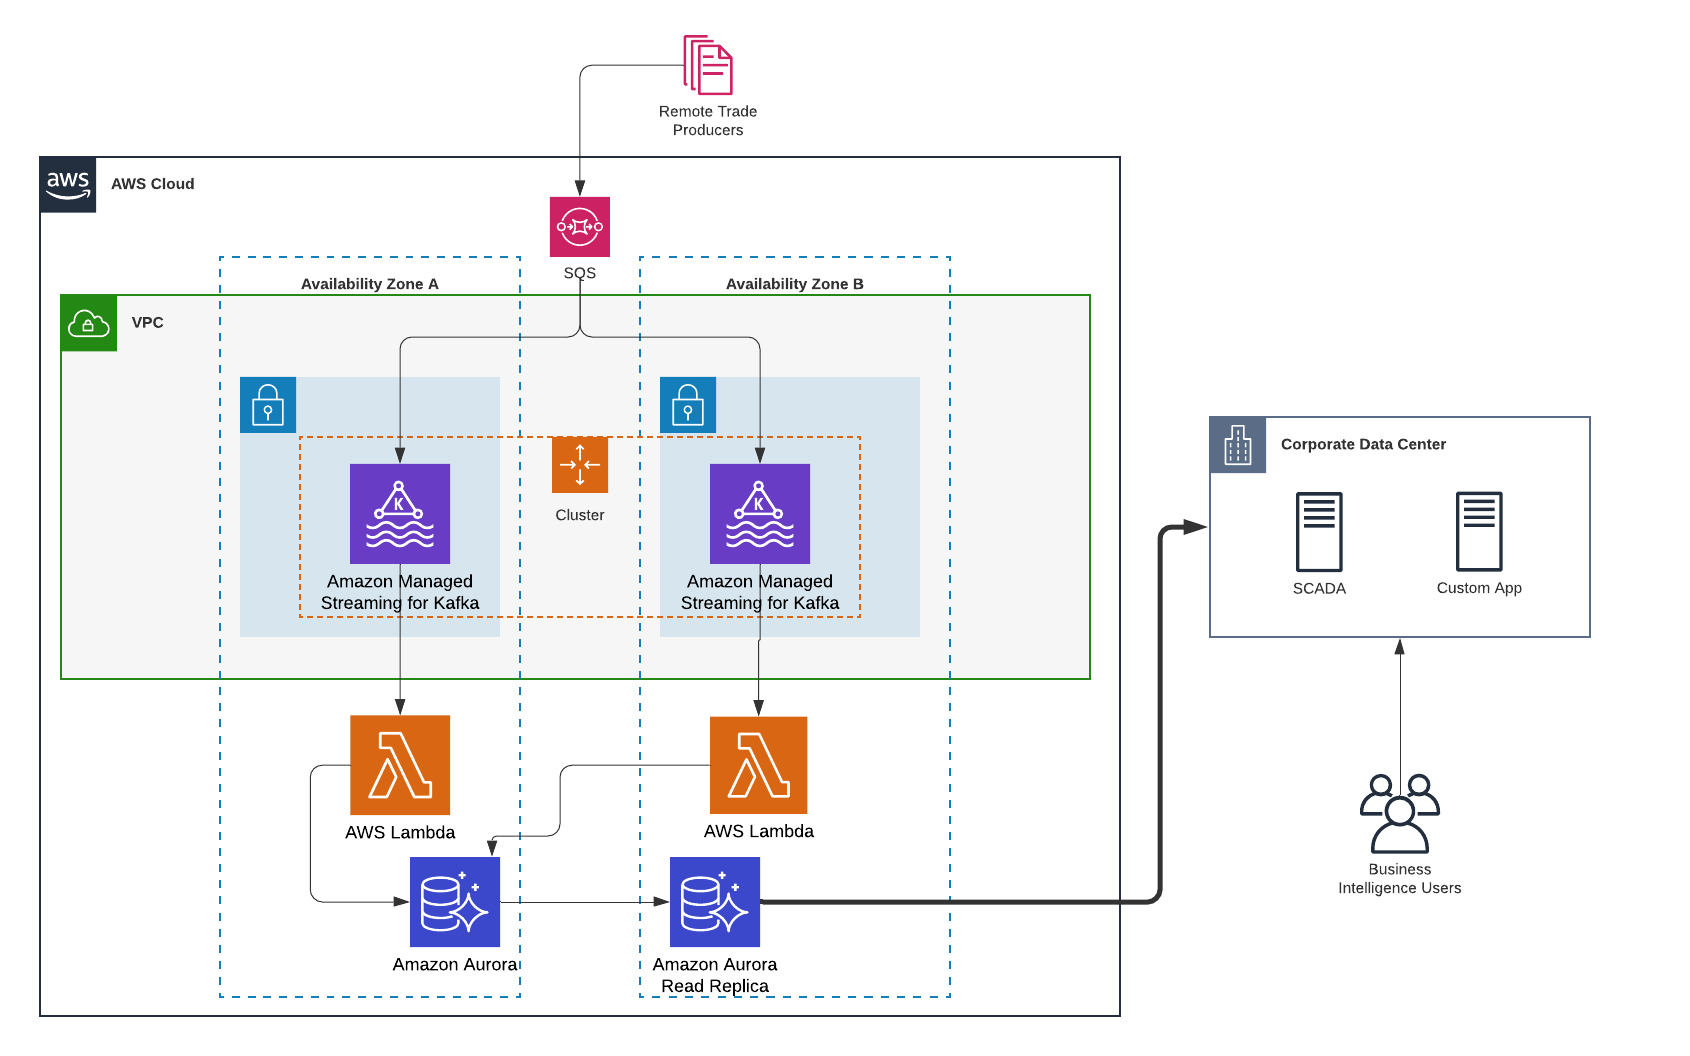 Remote Trade
Producers
aws
AWS Cloud
SQS
Availability Zone A
Availability Zone B
VPC
Corporate Data Center
K
K
Cluster
Amazon Managed
Streaming for Kafka
Amazon Managed
Streaming for Kafka
SCADA
Custom App
AWS Lambda
AWS Lambda
Business
Intelligence Users
Amazon Aurora
Amazon Aurora
Read Replica